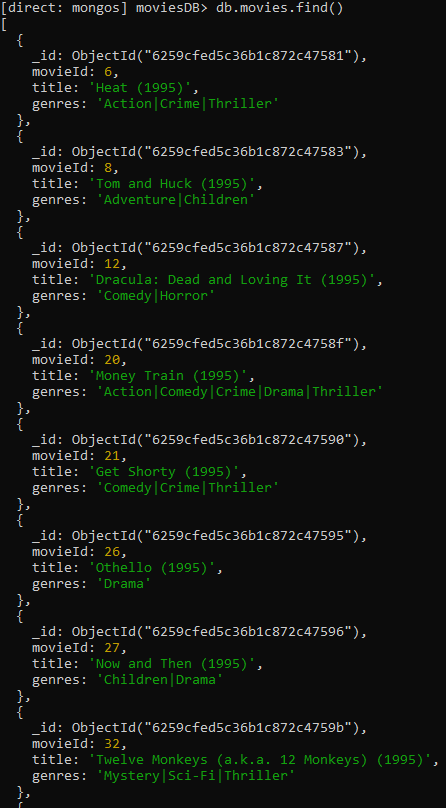 [direct: mongos] moviesDB> db.movies.find()
[
  {
    _id: ObjectId("6259cfed5c36b1c872c47581"),
    movieId: 6,
    title: 'Heat (1995)',
    genres: 'Action|Crime|Thriller'
  },
  {
    _id: ObjectId("6259cfed5c36b1c872c47583"),
    movieId: 8,
    title: 'Tom and Huck (1995)',
    genres: 'Adventure|Children'
  },
  {
    _id: ObjectId("6259cfed5c36b1c872c47587"),
    movieId: 12,
    title: 'Dracula: Dead and Loving It (1995)',
    genres: 'Comedy|Horror'
  },
  {
    _id: ObjectId("6259cfed5c36b1c872c4758f"),
    movieId: 20,
    title: 'Money Train (1995)',
    genres: 'Action|Comedy|Crime|Drama|Thriller'
  },
  {
    _id: ObjectId("6259cfed5c36b1c872c47590"),
    movieId: 21,
    title: 'Get Shorty (1995)',
    genres: 'Comedy|Crime|Thriller'
  },
  {
    _id: ObjectId("6259cfed5c36b1c872c47595"),
    movieId: 26,
    title: 'Othello (1995)',
    genres: 'Drama'
  },
  {
    _id: ObjectId("6259cfed5c36b1c872c47596"),
    movieId: 27,
    title: 'Now and Then (1995)',
    genres: 'Children|Drama'
  },
  {
    _id: ObjectId("6259cfed5c36b1c872c4759b"),
    movieId: 32,
    title: 'Twelve Monkeys (a.k.a. 12 Monkeys) (1995)',
    genres: 'Mystery|Sci-Fi|Thriller'
  },